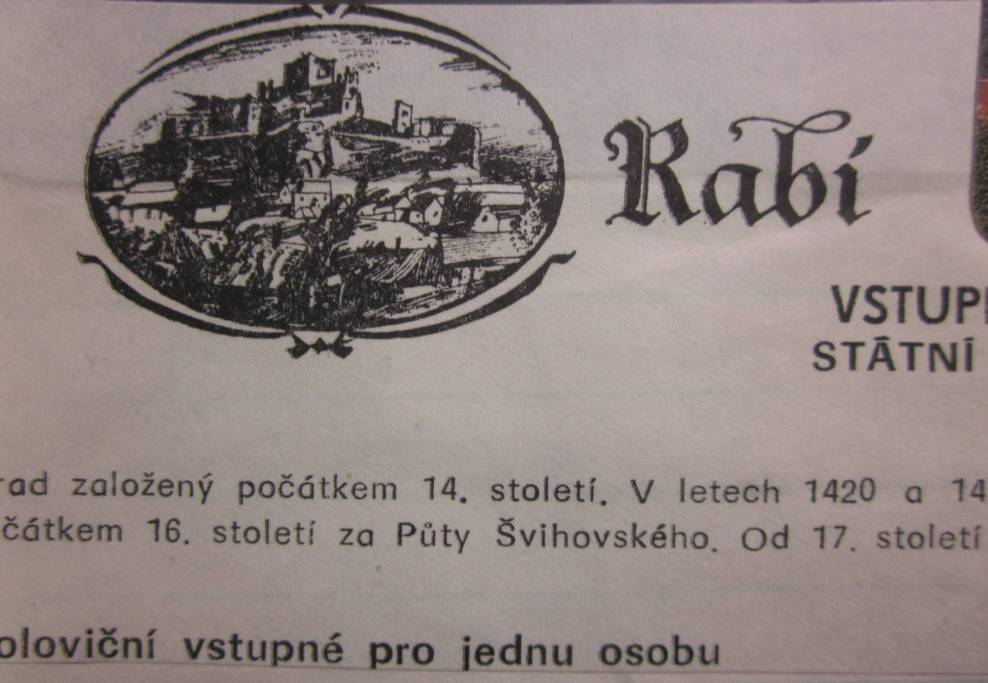 Rabí
VSTUP
STÁTNÍ
rad založený počátkem 14. století. V letech 1420 a 14
čátkem 16. století za Půty Švihovského. Od 17. století
oloviční vstupné pro jednu osobu